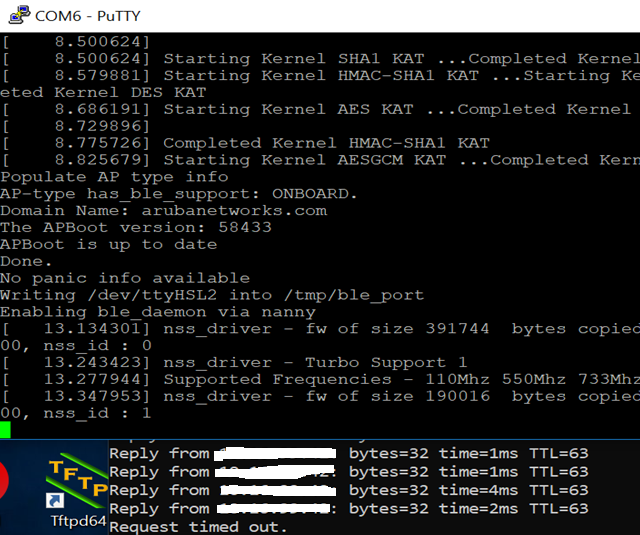 COM6 - PuTTY
[    8.500624]
[    8.500624] Starting Kernel SHA1 KAT ...Completed Kernel
[    8.579881] Starting Kernel HMAC-SHA1 KAT ...Starting Ke
eted Kernel DES KAT
[    8.686191] Starting Kernel AES KAT ...Completed Kernel
[    8.729896]
[    8.775726] Completed Kernel HMAC-SHA1 KAT
[    8.825679] Starting Kernel AESGCM KAT ...Completed Kern
Populate AP type info
AP-type has_ble_support: ONBOARD.
Domain Name: arubanetworks.com
The APBoot version: 58433
APBoot is up to date
Done.
No panic info available
Writing /dev/ttyHSL2 into /tmp/ble_port
Enabling ble_daemon via nanny
[   13.134301] nss_driver - fw of size 391744  bytes copied
00, nss_id : 0
[   13.243423] nss_driver - Turbo Support 1
[   13.277944] Supported Frequencies - 110Mhz 550Mhz 733Mhz
[   13.347953] nss_driver - fw of size 190016  bytes copied
00, nss_id : 1
Reply from : bytes=32 time=1ms TTL=63
Reply from : bytes=32 time=1ms TTL=63
Reply from : bytes=32 time=4ms TTL=63
Reply from : bytes=32 time=2ms TTL=63
Request timed out.
TFTP
Tftpd64